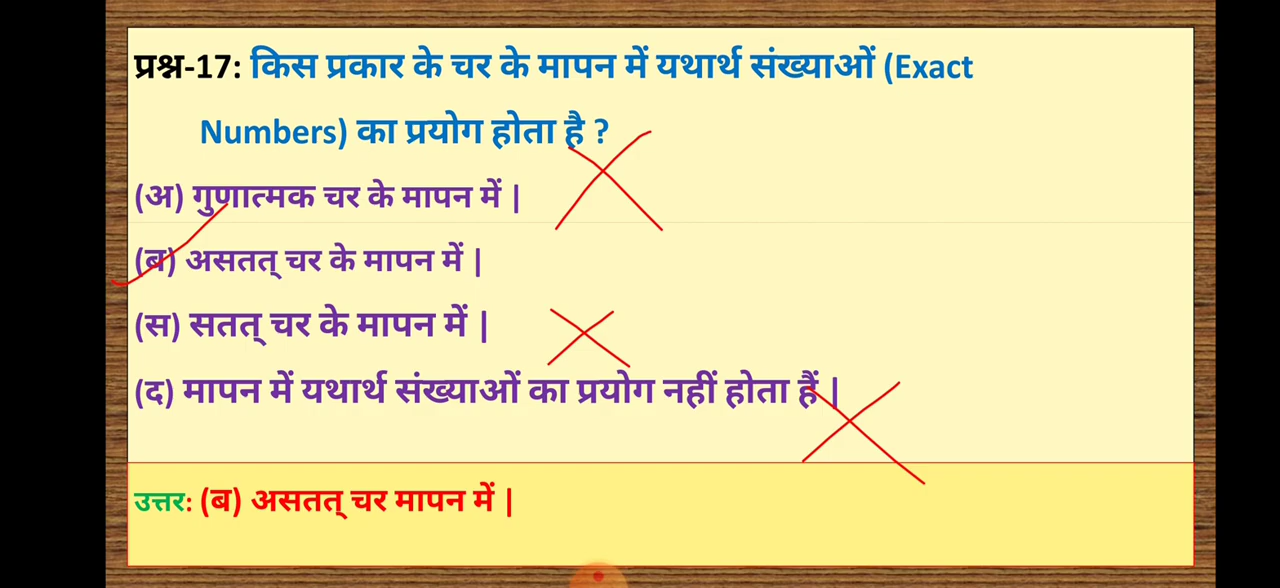 प्रश्न-17: किस प्रकार के चर के मापन में यथार्थ संख्याओं (Exact
Numbers) का प्रयोग होता है ?
(अ) गुणात्मक चर के मापन में |
(ब) असतत् चर के मापन में |
(स) सतत् चर के मापन में |
(द) मापन में यथार्थ संख्याओं का प्रयोग नहीं होता हैं |
उत्तर: (ब) असतत् चर मापन में |